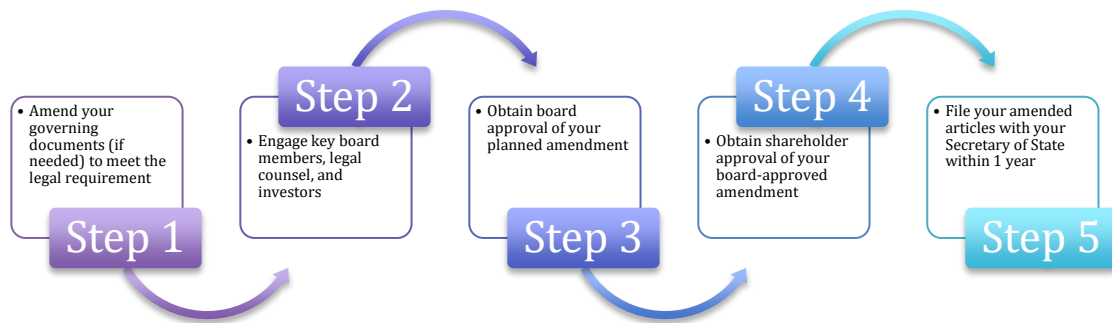 • Amend your
governing
documents (if
needed) to meet the
legal requirement
Step 1
Step 2
• Engage key board
members, legal
counsel, and
investors
• Obtain board
approval of your
planned amendment
Step 3
Step 4
• Obtain shareholder
approval of your
board-approved
amendment
• File your amended
articles with your
Secretary of State
within 1 year
Step 5